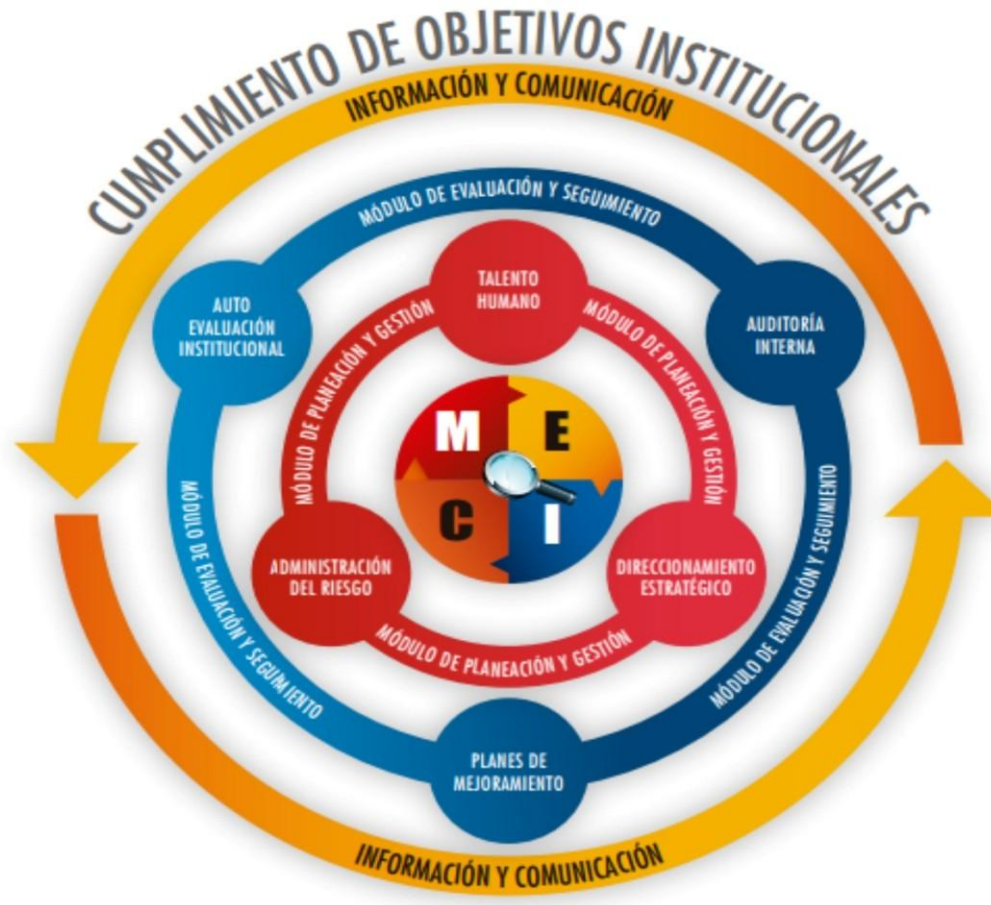 CUMPLIMIENTO DE OBJETIVOS INSTITUCIONALES
INFORMACIÓN Y COMUNICACIÓN
MÓDULO DE EVALUACIÓN Y SEGUIMIENTO
AUTO
EVALUACIÓN
INSTITUCIONAL
TALENTO
HUMANO
AUDITORÍA
INTERNA
MÓDULO DE PLANEACIÓN Y GESTIÓN
MÓDULO DE PLANEACIÓN Y GESTIÓN
M E
C I
MÓDULO DE EVALUACIÓN Y SEGUIMIENTO
MÓDULO DE EVALUACIÓN Y SEGUIMIENTO
ADMINISTRACIÓN
DEL RIESGO
DIRECCIONAMIENTO
ESTRATÉGICO
MÓDULO DE PLANEACIÓN Y GESTIÓN
PLANES DE
MEJORAMIENTO
INFORMACIÓN Y COMUNICACIÓN